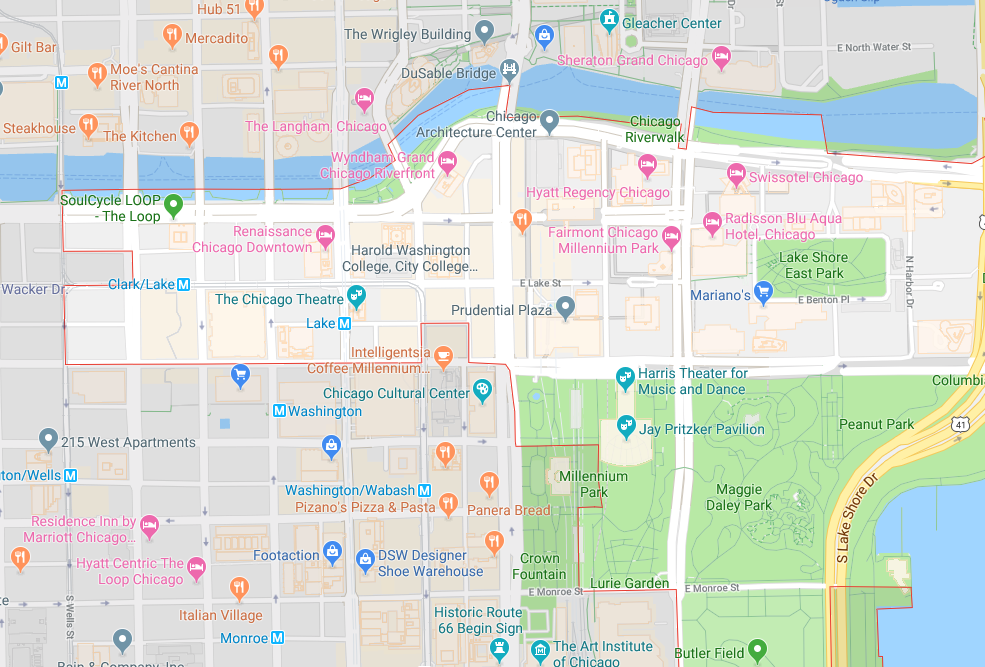 Hub 51
Gilt Bar
Mercadito
The Wrigley Building
Gleacher Center
E North Water St
Moe's Cantina
River North
DuSable Bridge
Sheraton Grand Chicago
M
Steakhouse
The Kitchen
The Langham, Chicago
Chicago
Architecture Center
Chicago
Riverwalk
Wyndham Grand
Chicago Riverfront
Hyatt Regency Chicago
Swissotel Chicago
SoulCycle LOOP
- The Loop
Renaissance
Chicago Downtown
Harold Washington
College, City College...
Fairmont Chicago
Millennium Park
Radisson Blu Aqua
Hotel, Chicago
Lake Shore
East Park
N Harbor Dr
Wacker Dr
Clark/Lake M
E Lake St
The Chicago Theatre
Prudential Plaza
Mariano's
E Benton Pl
Lake M
Intelligentsia
Coffee Millennium...
Harris Theater for
Music and Dance
Columbia
Chicago Cultural Center
M Washington
Jay Pritzker Pavilion
Peanut Park
41
215 West Apartments
ton/Wells M
Washington/Wabash M
Millennium
Park
Maggie
Daley Park
S Lake Shore Dr
Pizano's Pizza & Pasta
Panera Bread
Residence Inn by
Marriott Chicago...
Hyatt Centric The
Loop Chicago
Footaction
DSW Designer
Shoe Warehouse
Crown
Fountain
Lurie Garden
E Monroe St
E Monroe St
S Wells St
Italian Village
Historic Route
66 Begin Sign
Monroe M
The Art Institute
of Chicago
Butler Field
Bain & Company, Inc